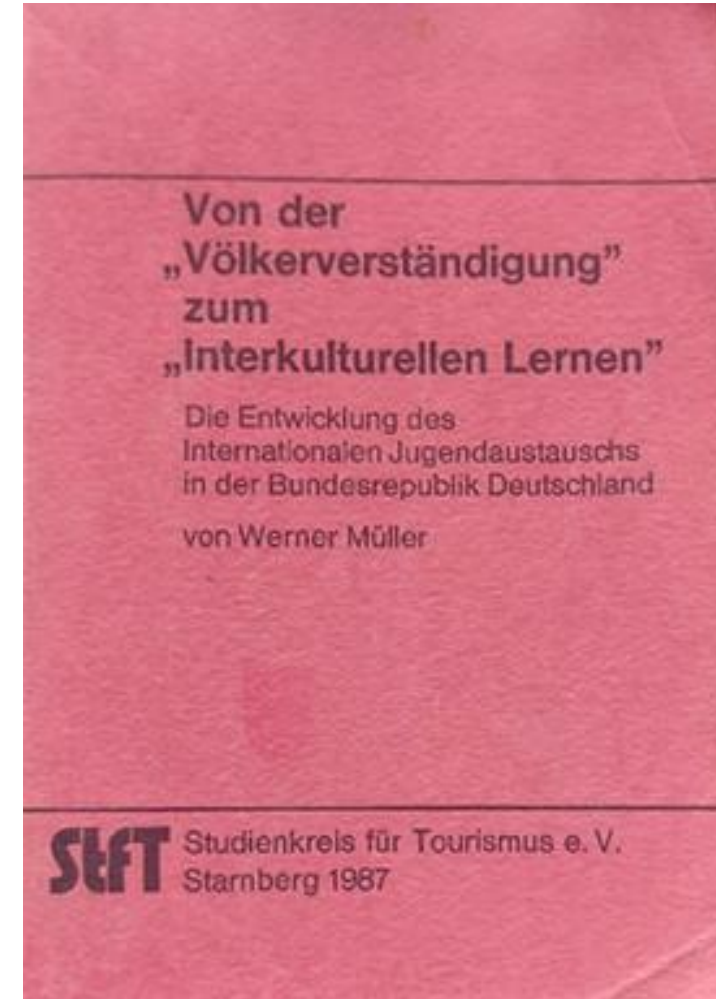 Von der
„Völkerverständigung”
zum
„Interkulturellen Lernen”
Die Entwicklung des
Internationalen Jugendaustauschs
in der Bundesrepublik Deutschland
von Werner Müller
StfT Studienkreis für Tourismus e. V.
Starnberg 1987